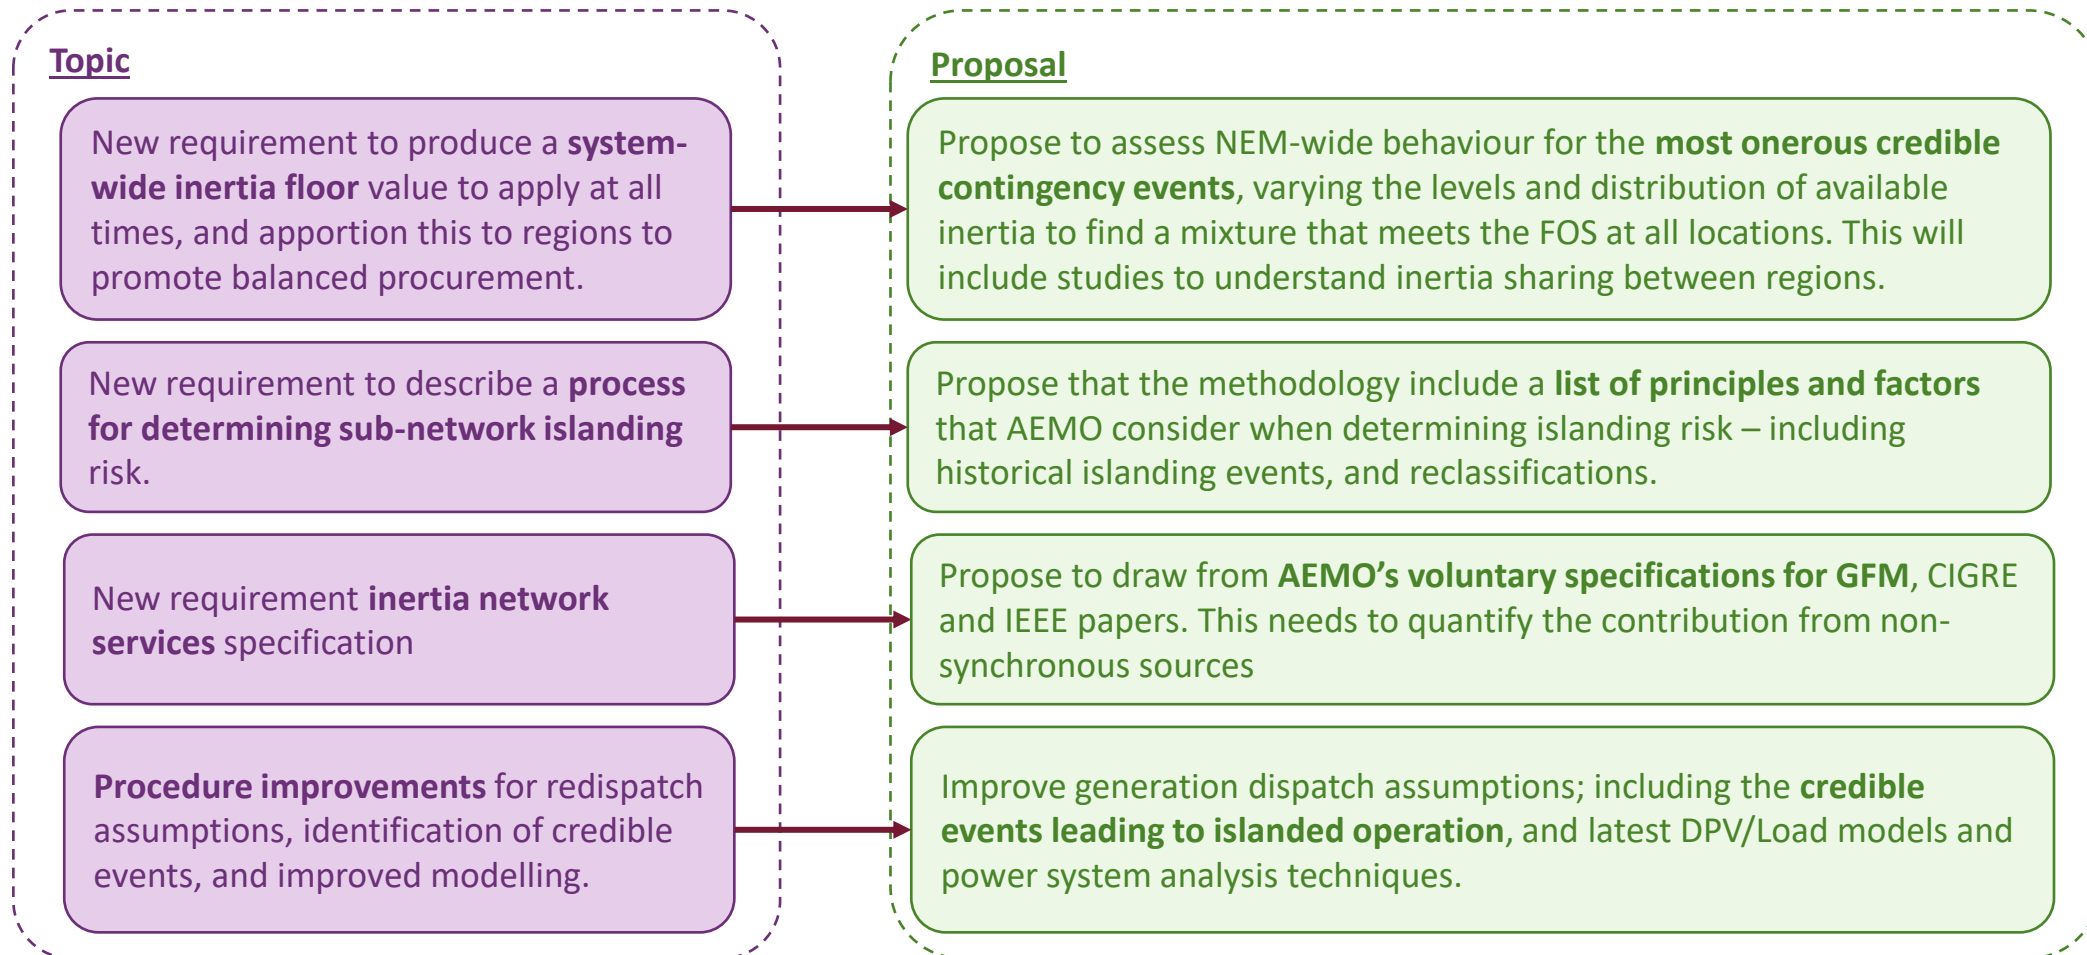 Topic
New requirement to produce a system-
wide inertia floor value to apply at all
times, and apportion this to regions to
promote balanced procurement.
Proposal
Propose to assess NEM-wide behaviour for the most onerous credible
contingency events, varying the levels and distribution of available
inertia to find a mixture that meets the FOS at all locations. This will
include studies to understand inertia sharing between regions.
New requirement to describe a process
for determining sub-network islanding
risk.
Propose that the methodology include a list of principles and factors
that AEMO consider when determining islanding risk – including
historical islanding events, and reclassifications.
New requirement inertia network
services specification
Propose to draw from AEMO’s voluntary specifications for GFM, CIGRE
and IEEE papers. This needs to quantify the contribution from non-
synchronous sources
Procedure improvements for redispatch
assumptions, identification of credible
events, and improved modelling.
Improve generation dispatch assumptions; including the credible
events leading to islanded operation, and latest DPV/Load models and
power system analysis techniques.